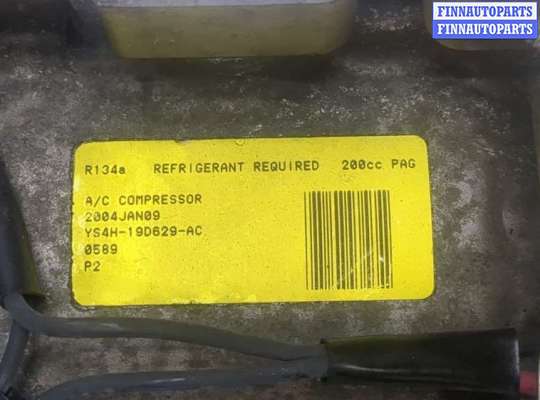 FINNAUTOPARTS
FINNAUTOPARTS
R134a REFRIGERANT REQUIRED 200cc PAG
A/C COMPRESSOR
2004JAN09
YS4H-19D629-AC
0589
P2